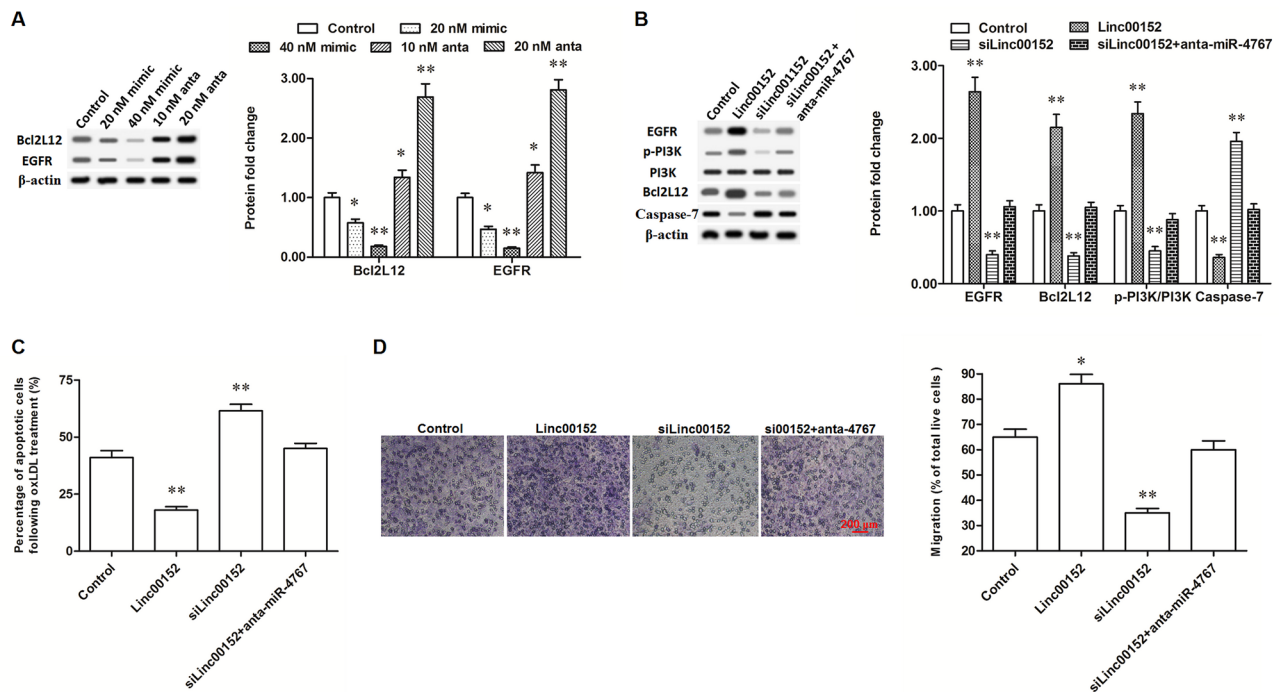 A
Control
20 nM mimic
40 nM mimic
10 nM anta
20 nM anta
Bcl2L12
EGFR
β-actin
Control 20 nM mimic
40 nM mimic 10 nM anta 20 nM anta
Protein fold change
3.00
2.00
1.00
0.00
* ** * **
* ** * **
Bcl2L12 EGFR
B
Control
Linc00152
siLinc001152
siLinc00152+
anta-miR-4767
EGFR
p-PI3K
PI3K
Bcl2L12
Caspase-7
β-actin
Control Linc00152
siLinc00152 siLinc00152+anta-miR-4767
Protein fold change
3.00
2.00
1.00
0.00
** **
** **
** **
** **
EGFR Bcl2L12 p-PI3K/PI3K Caspase-7
C
Percentage of apoptotic cells
following oxLDL treatment (%)
75
50
25
0
** **
Control
Linc00152
siLinc00152
siLinc00152+anta-miR-4767
D
Control Linc00152 siLinc00152 si00152+anta-4767
200 μm
Migration (% of total live cells )
90
80
70
60
50
40
30
20
* **
Control
Linc00152
siLinc00152
siLinc00152+anta-miR-4767